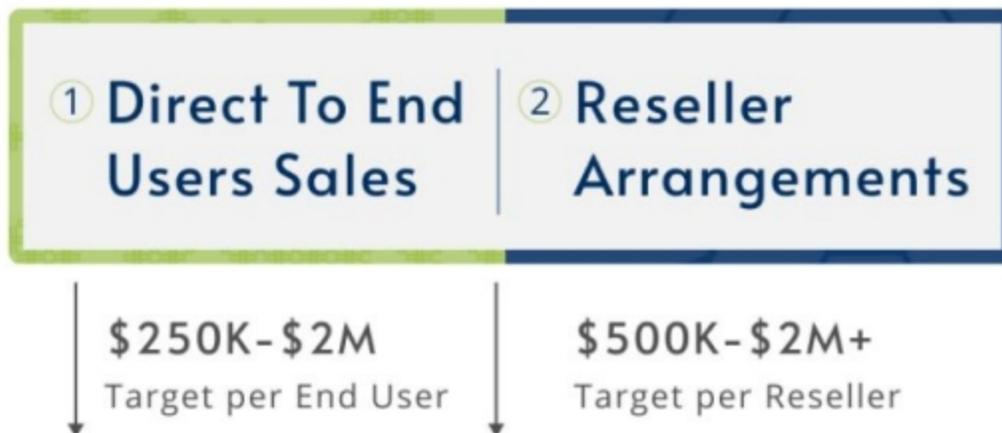 ① Direct To End
Users Sales
② Reseller
Arrangements
$250K-$2M
Target per End User
$500K-$2M+
Target per Reseller